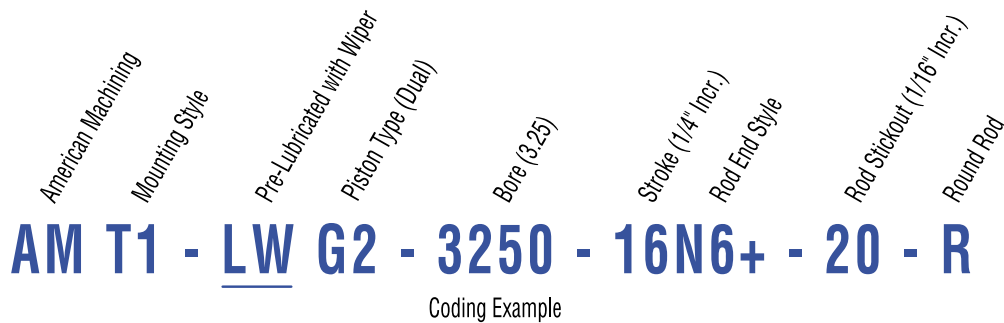 American Machining
Mounting Style
Pre-Lubricated with Wiper
Piston Type (Dual)
Bore (3.25)
Stroke (1/4" Incr.)
Rod End Style
Rod Stickout (1/16" Incr.)
Round Rod
AM T1 - LW G2 - 3250 - 16N6+ - 20 - R
Coding Example